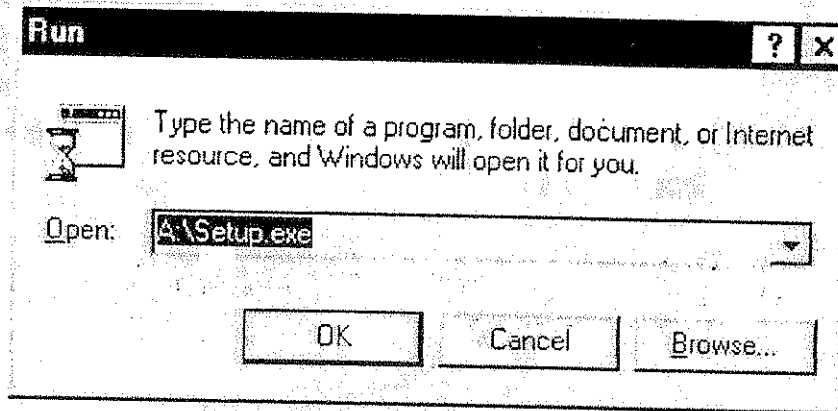 Run
Type the name of a program, folder, document, or Internet
resource, and Windows will open it for you.
Open: A:\Setup.exe
OK Cancel Browse...